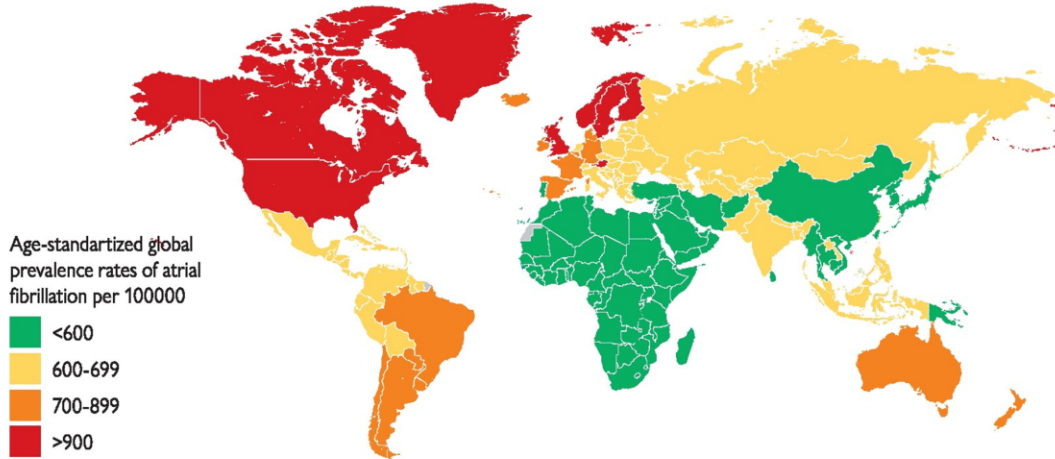 Age-standartized global
prevalence rates of atrial
fibrillation per 100000
<600
600-699
700-899
>900